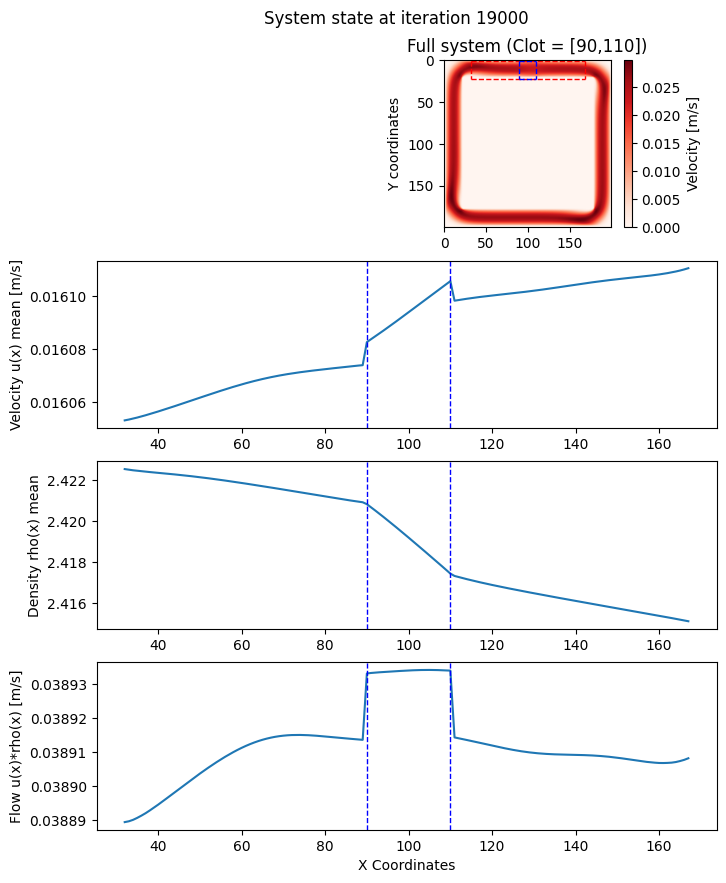 System state at iteration 19000
Full system (Clot = [90,110])
0
50
100
150
Y coordinates
0 50 100 150
0.025
0.020
0.015
0.010
0.005
0.000
Velocity [m/s]
Velocity u(x) mean [m/s]
0.01610
0.01608
0.01606
40 60 80 100 120 140 160
Density rho(x) mean
2.422
2.420
2.418
2.416
40 60 80 100 120 140 160
Flow u(x)*rho(x) [m/s]
0.03893
0.03892
0.03891
0.03890
0.03889
40 60 80 100 120 140 160
X Coordinates